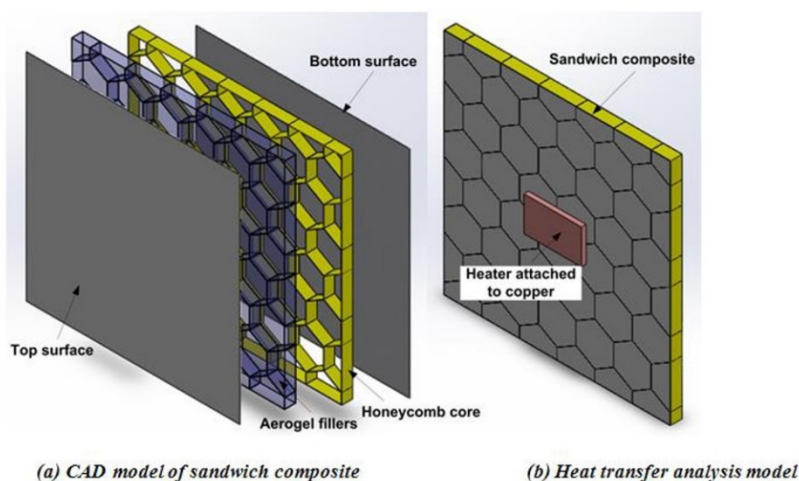 Bottom surface
Top surface
Aerogel fillers
Honeycomb core
Sandwich composite
Heater attached
to copper
(a) CAD model of sandwich composite
(b) Heat transfer analysis model